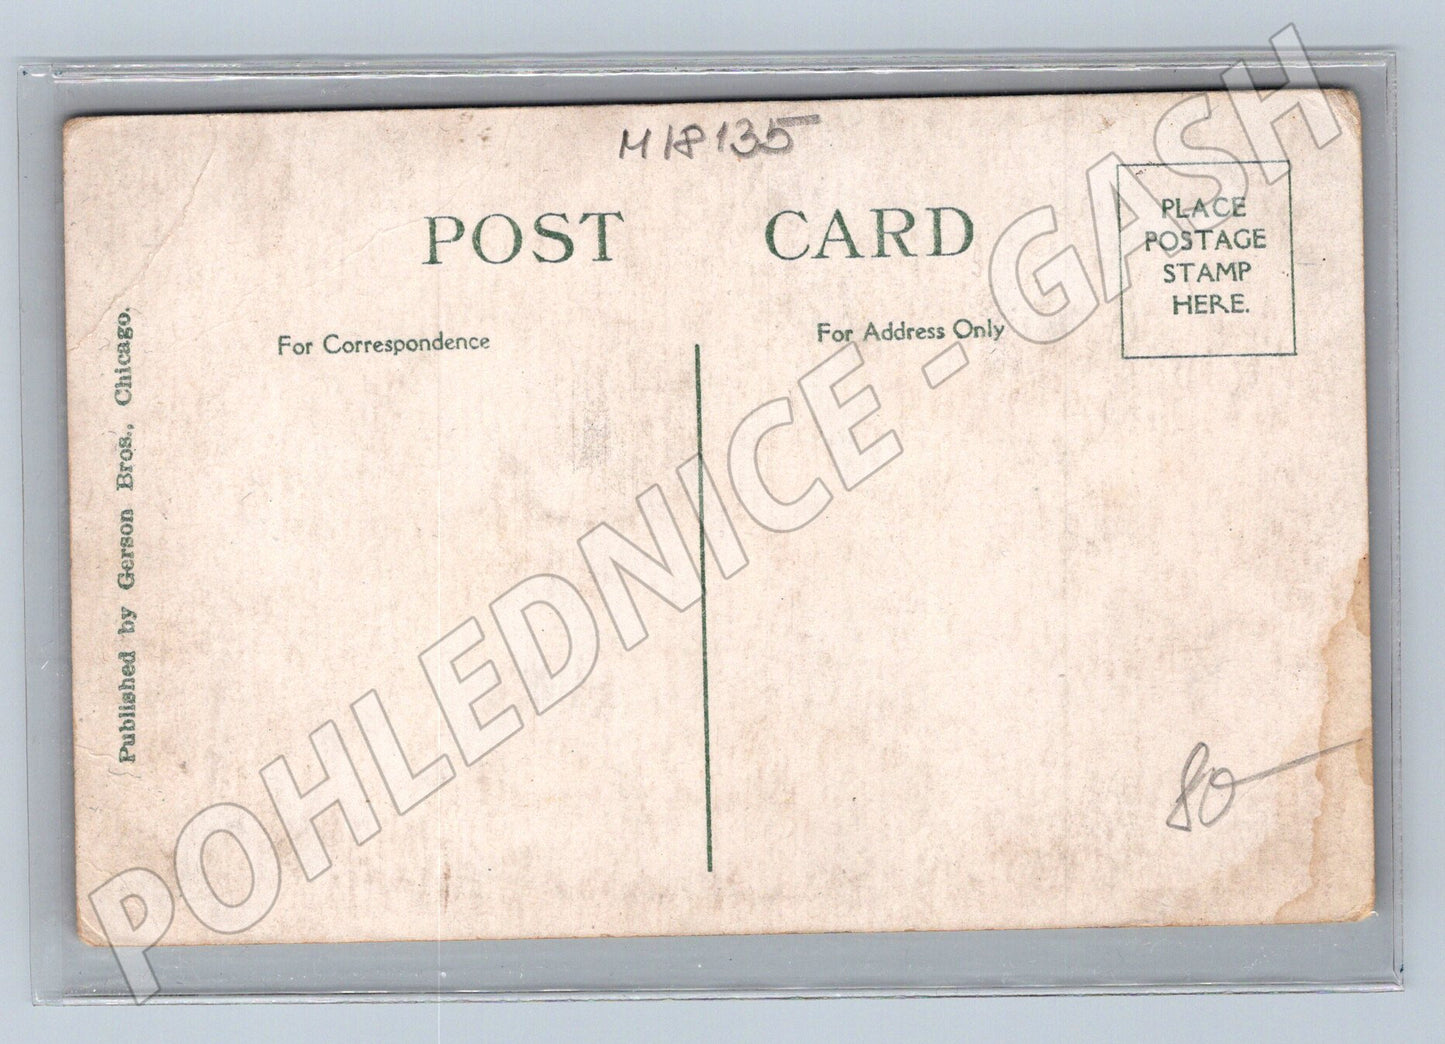 M18135
POST CARD
PLACE
POSTAGE
STAMP
HERE.
For Correspondence
For Address Only
Published by Gerson Bros., Chicago.
80
POHLEDNICE - GASH